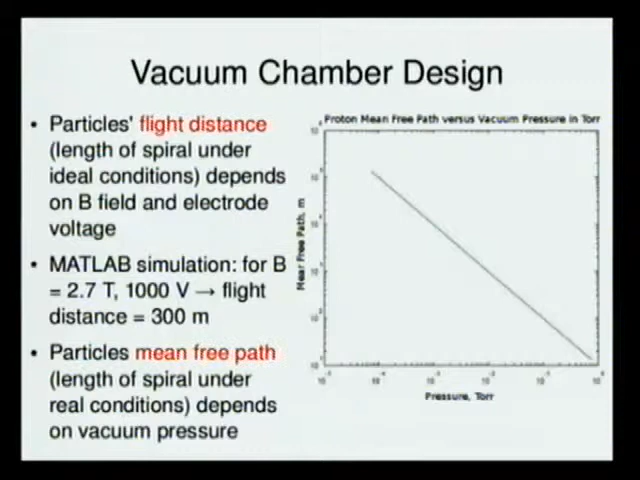 Vacuum Chamber Design
• Particles' flight distance
(length of spiral under
ideal conditions) depends
on B field and electrode
voltage
• MATLAB simulation: for B
= 2.7 T, 1000 V → flight
distance = 300 m
• Particles mean free path
(length of spiral under
real conditions) depends
on vacuum pressure
Proton Mean Free Path versus Vacuum Pressure in Torr
Mean Free Path, m
Pressure, Torr